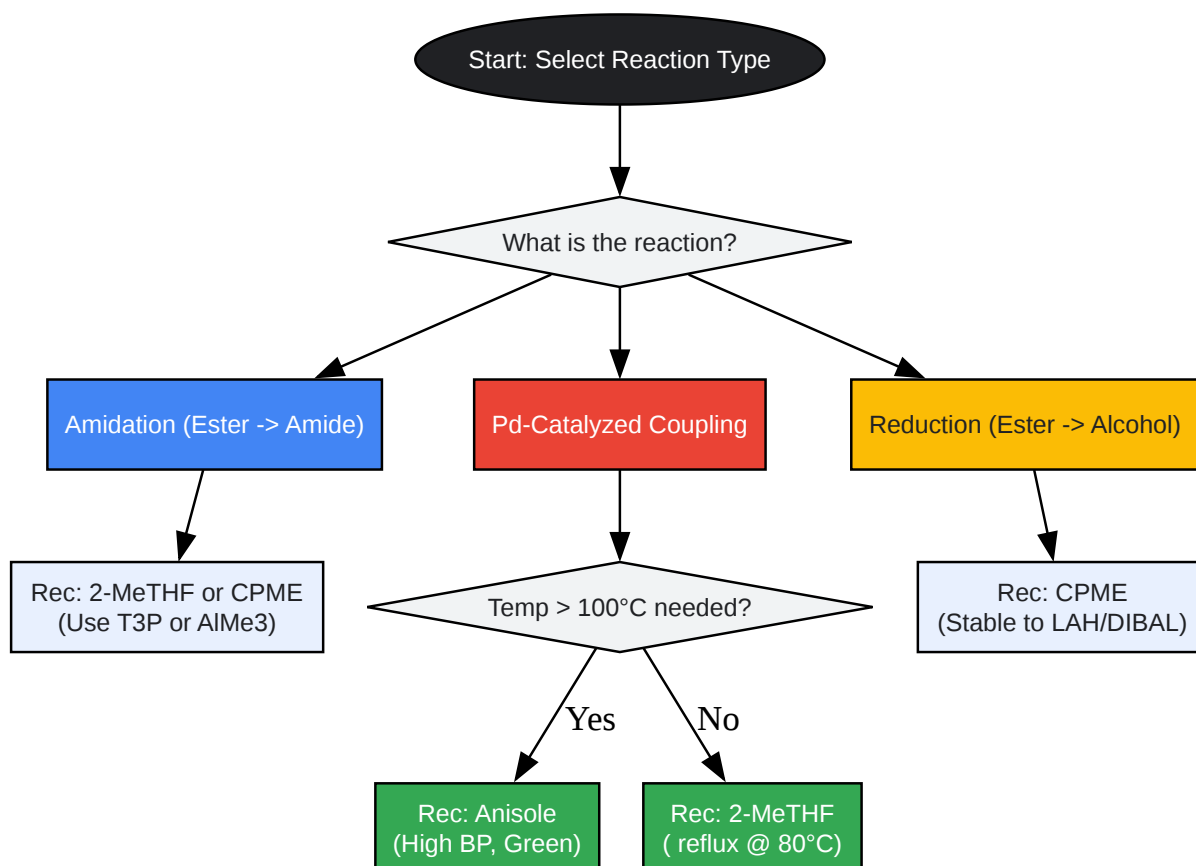 Start: Select Reaction Type
What is the reaction?
Amidation (Ester -> Amide)
Pd-Catalyzed Coupling
Reduction (Ester -> Alcohol)
Rec: 2-MeTHF or CPME
(Use T3P or AlMe3)
Temp > 100°C needed?
Rec: CPME
(Stable to LAH/DIBAL)
Yes
No
Rec: Anisole
(High BP, Green)
Rec: 2-MeTHF
( reflux @ 80°C)